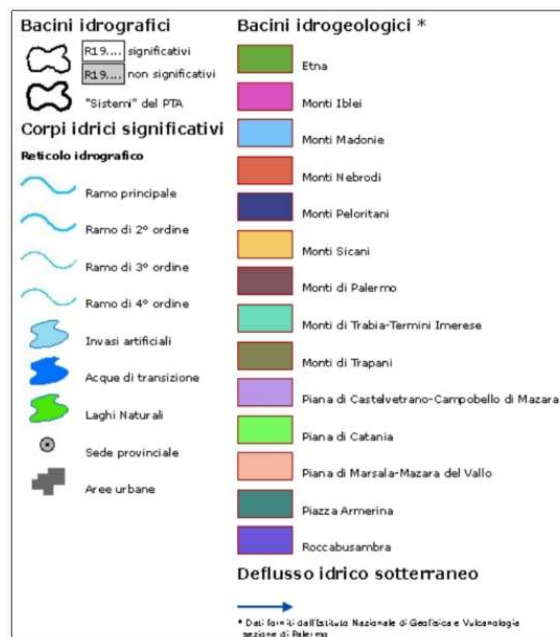 Bacini idrografici
R19.... significativi
R19.... non significativi
"Sistemi" del PTA
Corpi idrici significativi
Reticolo idrografico
Ramo principale
Ramo di 2° ordine
Ramo di 3° ordine
Ramo di 4° ordine
Invasi artificiali
Acque di transizione
Laghi Naturali
Sede provinciale
Aree urbane
Bacini idrogeologici *
Etna
Monti Iblei
Monti Madonie
Monti Nebrodi
Monti Peloritani
Monti Sicani
Monti di Palermo
Monti di Trabia-Termini Imerese
Monti di Trapani
Piana di Castelvetrano-Campobello di Mazara
Piana di Catania
Piana di Marsala-Mazara del Vallo
Piazza Armerina
Roccabusambra
Deflusso idrico sotterraneo
* Dati forniti dall'Istituto Nazionale di Geofisica e Vulcanologia
sezione di Palermo